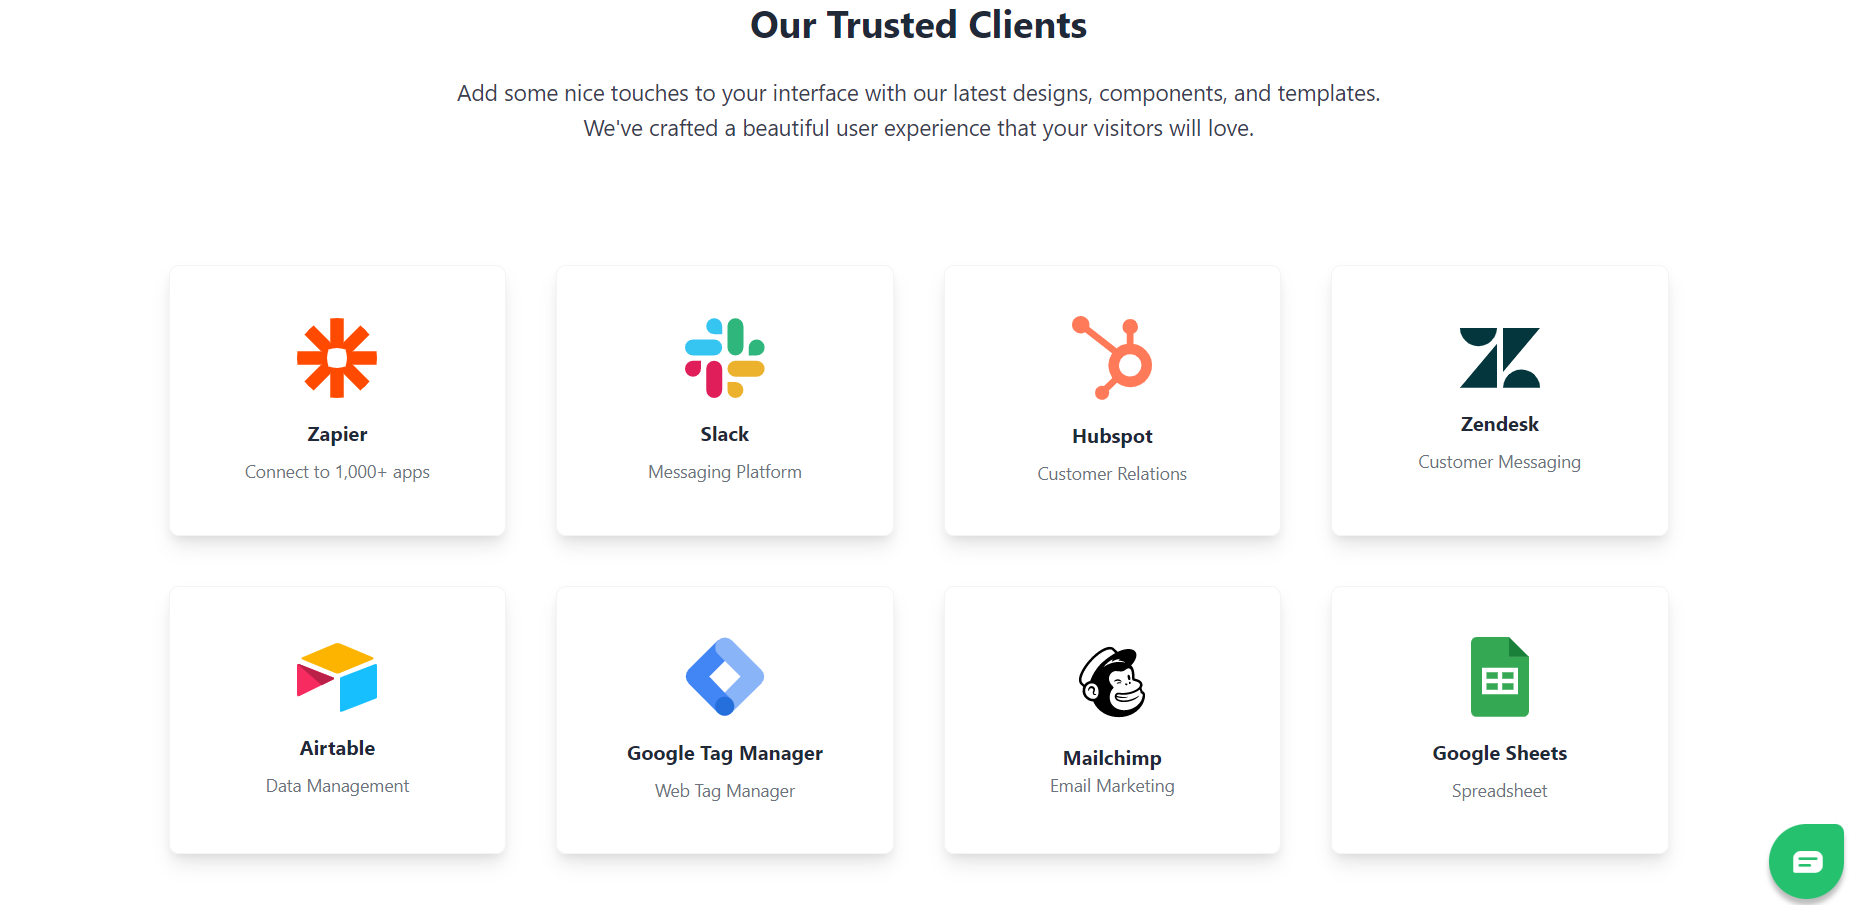 Our Trusted Clients
Add some nice touches to your interface with our latest designs, components, and templates.
We've crafted a beautiful user experience that your visitors will love.
Zapier
Connect to 1,000+ apps
Slack
Messaging Platform
Hubspot
Customer Relations
Zendesk
Customer Messaging
Airtable
Data Management
Google Tag Manager
Web Tag Manager
Mailchimp
Email Marketing
Google Sheets
Spreadsheet